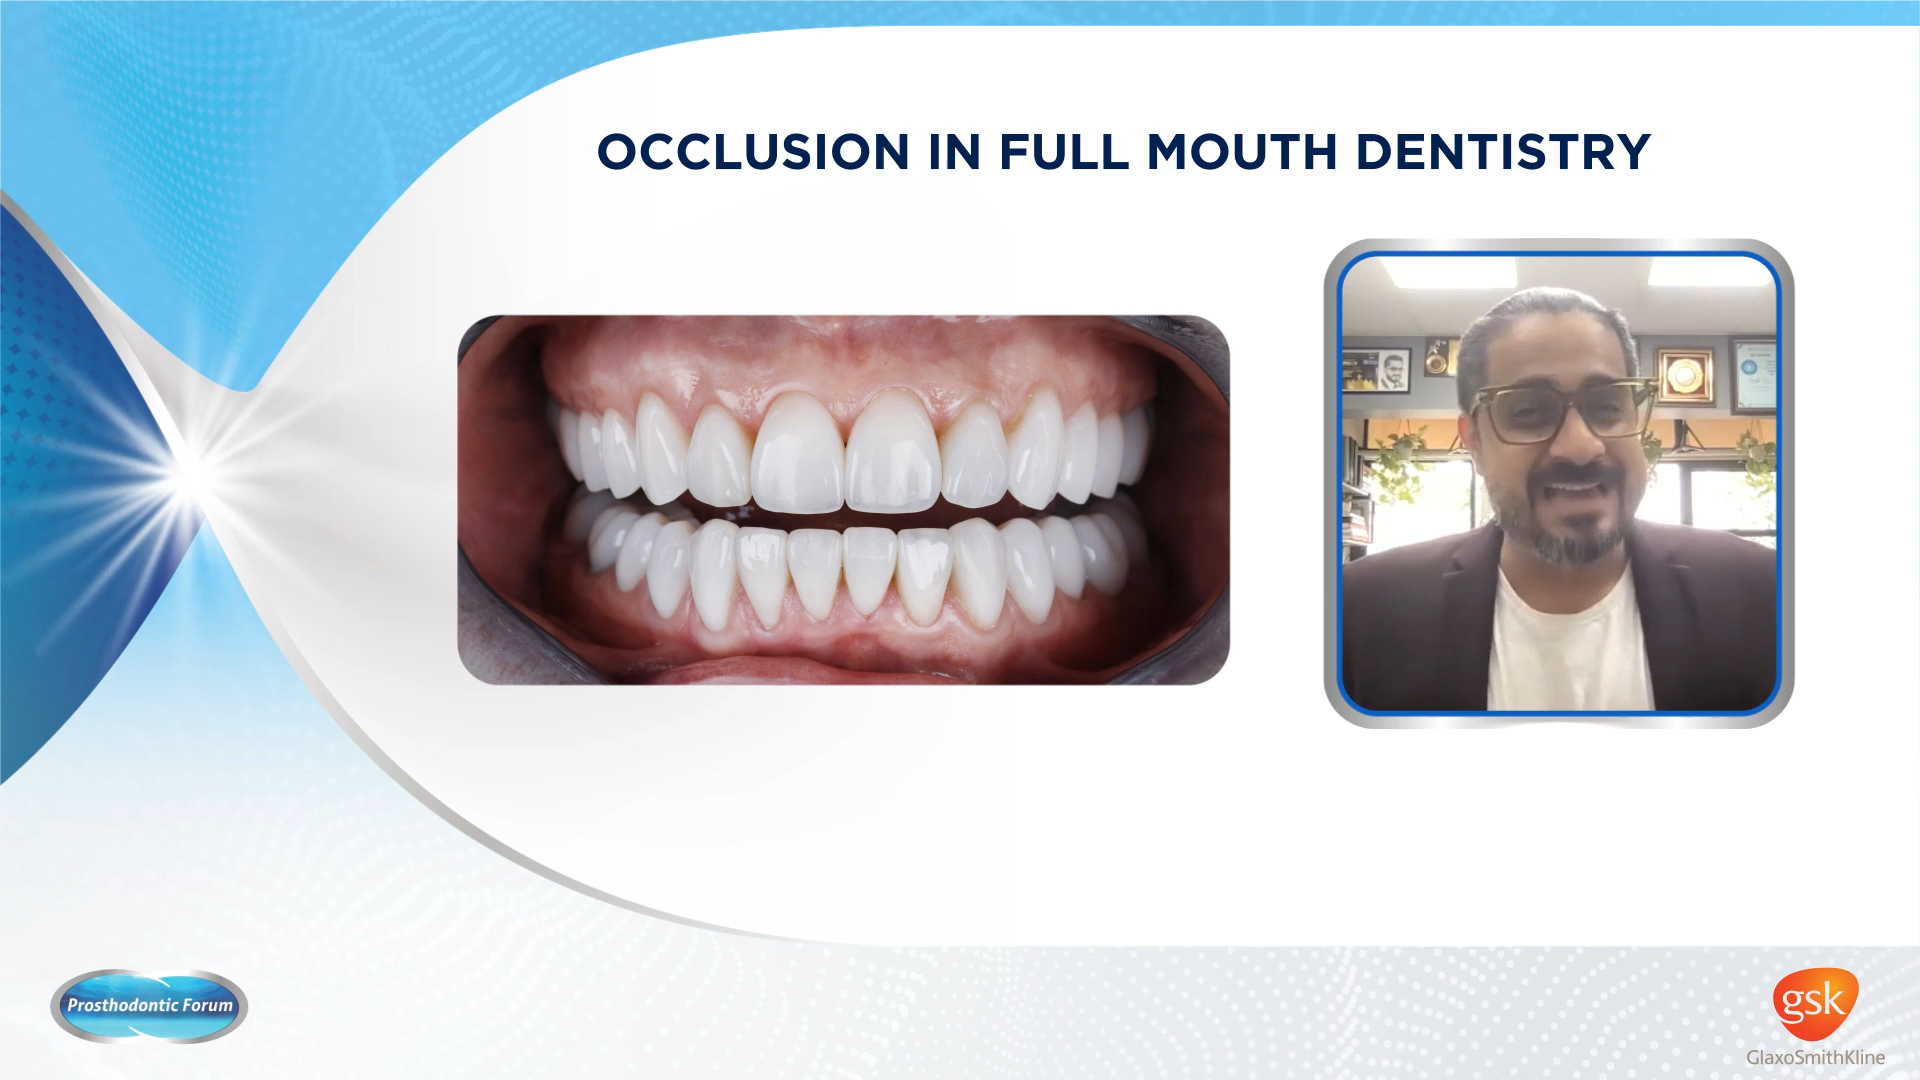 OCCLUSION IN FULL MOUTH DENTISTRY
Prosthodontic Forum
gsk
GlaxoSmithKline